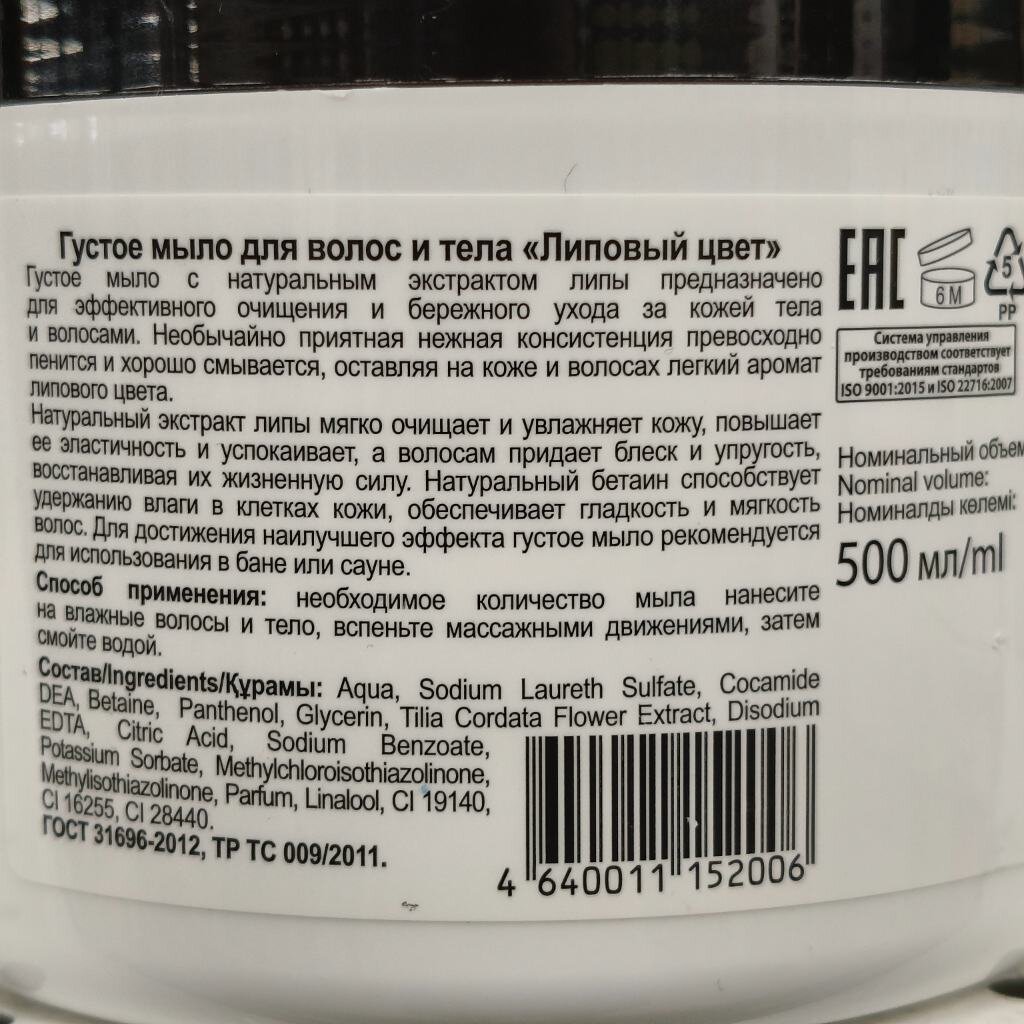 Густое мыло для волос и тела «Липовый цвет»
Густое мыло с натуральным экстрактом липы предназначено
для эффективного очищения и бережного ухода за кожей тела
и волосами. Необычайно приятная нежная консистенция превосходно
пенится и хорошо смывается, оставляя на коже и волосах легкий аромат
липового цвета.
Натуральный экстракт липы мягко очищает и увлажняет кожу, повышает
ее эластичность и успокаивает, а волосам придает блеск и упругость,
восстанавливая их жизненную силу. Натуральный бетаин способствует
удержанию влаги в клетках кожи, обеспечивает гладкость и мягкость
волос. Для достижения наилучшего эффекта густое мыло рекомендуется
для использования в бане или сауне.
Способ применения: необходимое количество мыла нанесите
на влажные волосы и тело, вспеньте массажными движениями, затем
смойте водой.
Состав/Ingredients/Құрамы: Aqua, Sodium Laureth Sulfate, Cocamide
DEA, Betaine, Panthenol, Glycerin, Tilia Cordata Flower Extract, Disodium
EDTA, Citric Acid, Sodium Benzoate,
Potassium Sorbate, Methylchloroisothiazolinone,
Methylisothiazolinone, Parfum, Linalool, CI 19140,
CI 16255, CI 28440.
ГОСТ 31696-2012, ТР ТС 009/2011.
4 640011 152006
EAC
6 M
5
PP
Система управления
производством соответствует
требованиям стандартов
ISO 9001:2015 и ISO 22716:2007
Номинальный объем
Nominal volume:
Номиналды көлемі:
500 мл/ml